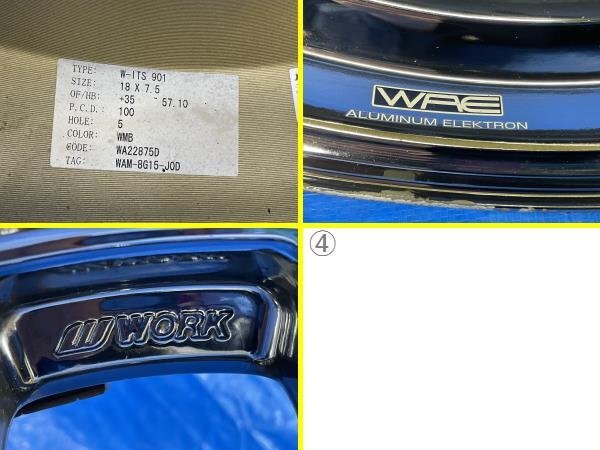 TYPE: W-ITS 901
SIZE: 18 X 7.5
OF/HB: +35 ~57.10
P.C.D.: 100
HOLE: 5
COLOR: WMB
CODE: WA22875D
TAG: WAM-8G15-J0D
WAE
ALUMINUM ELEKTRON
WORK
④